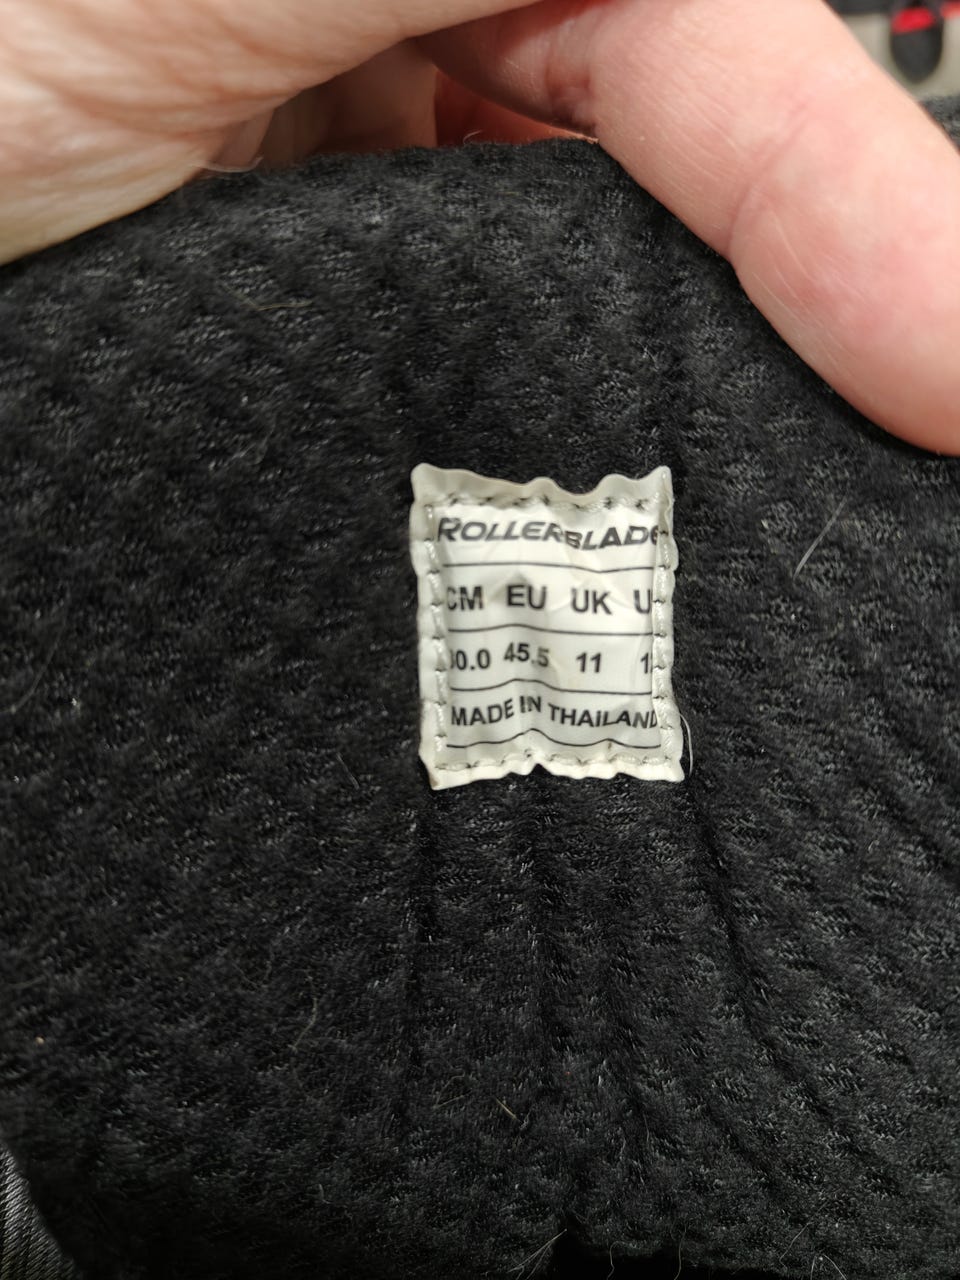 ROLLERBLADE
CM EU UK
45.5 11
MADE IN THAILAND